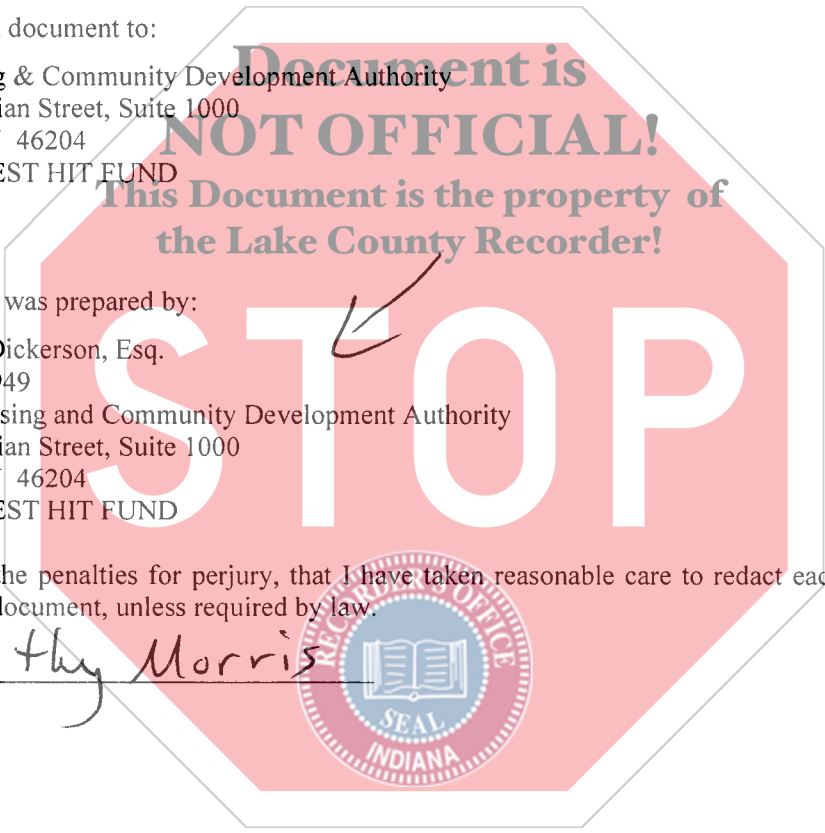 document to:
Document is
g & Community Development Authority
ian Street, Suite 1000
46204
NOT OFFICIAL!
EST HIT FUND
This Document is the property of
the Lake County Recorder!
was prepared by:
Dickerson, Esq.
949
sing and Community Development Authority
ian Street, Suite 1000
46204
EST HIT FUND
STOP
he penalties for perjury, that I have taken reasonable care to redact eac
document, unless required by law.
thy Morris
RECORDER'S OFFICE
SEAL
INDIANA